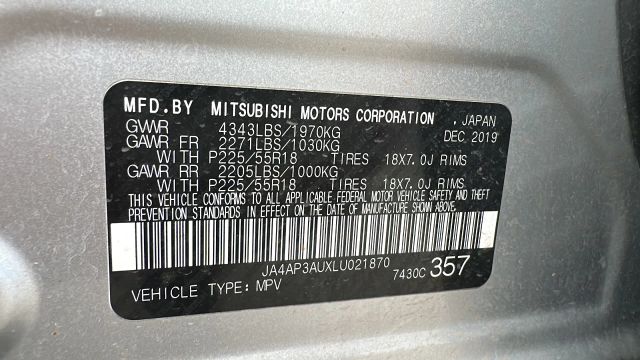 MFD.BY MITSUBISHI MOTORS CORPORATION . JAPAN
GVWR 4343LBS/1970KG DEC 2019
GAWR FR 2271LBS/1030KG
WITH P225/55R18 TIRES 18X7.0J RIMS
GAWR RR 2205LBS/1000KG
WITH P225/55R18 TIRES 18X7.0J RIMS
THIS VEHICLE CONFORMS TO ALL APPLICABLE FEDERAL MOTOR VEHICLE SAFETY AND THEFT
PREVENTION STANDARDS IN EFFECT ON THE DATE OF MANUFACTURE SHOWN ABOVE.
JA4AP3AUXLU021870
VEHICLE TYPE: MPV 7430C 357